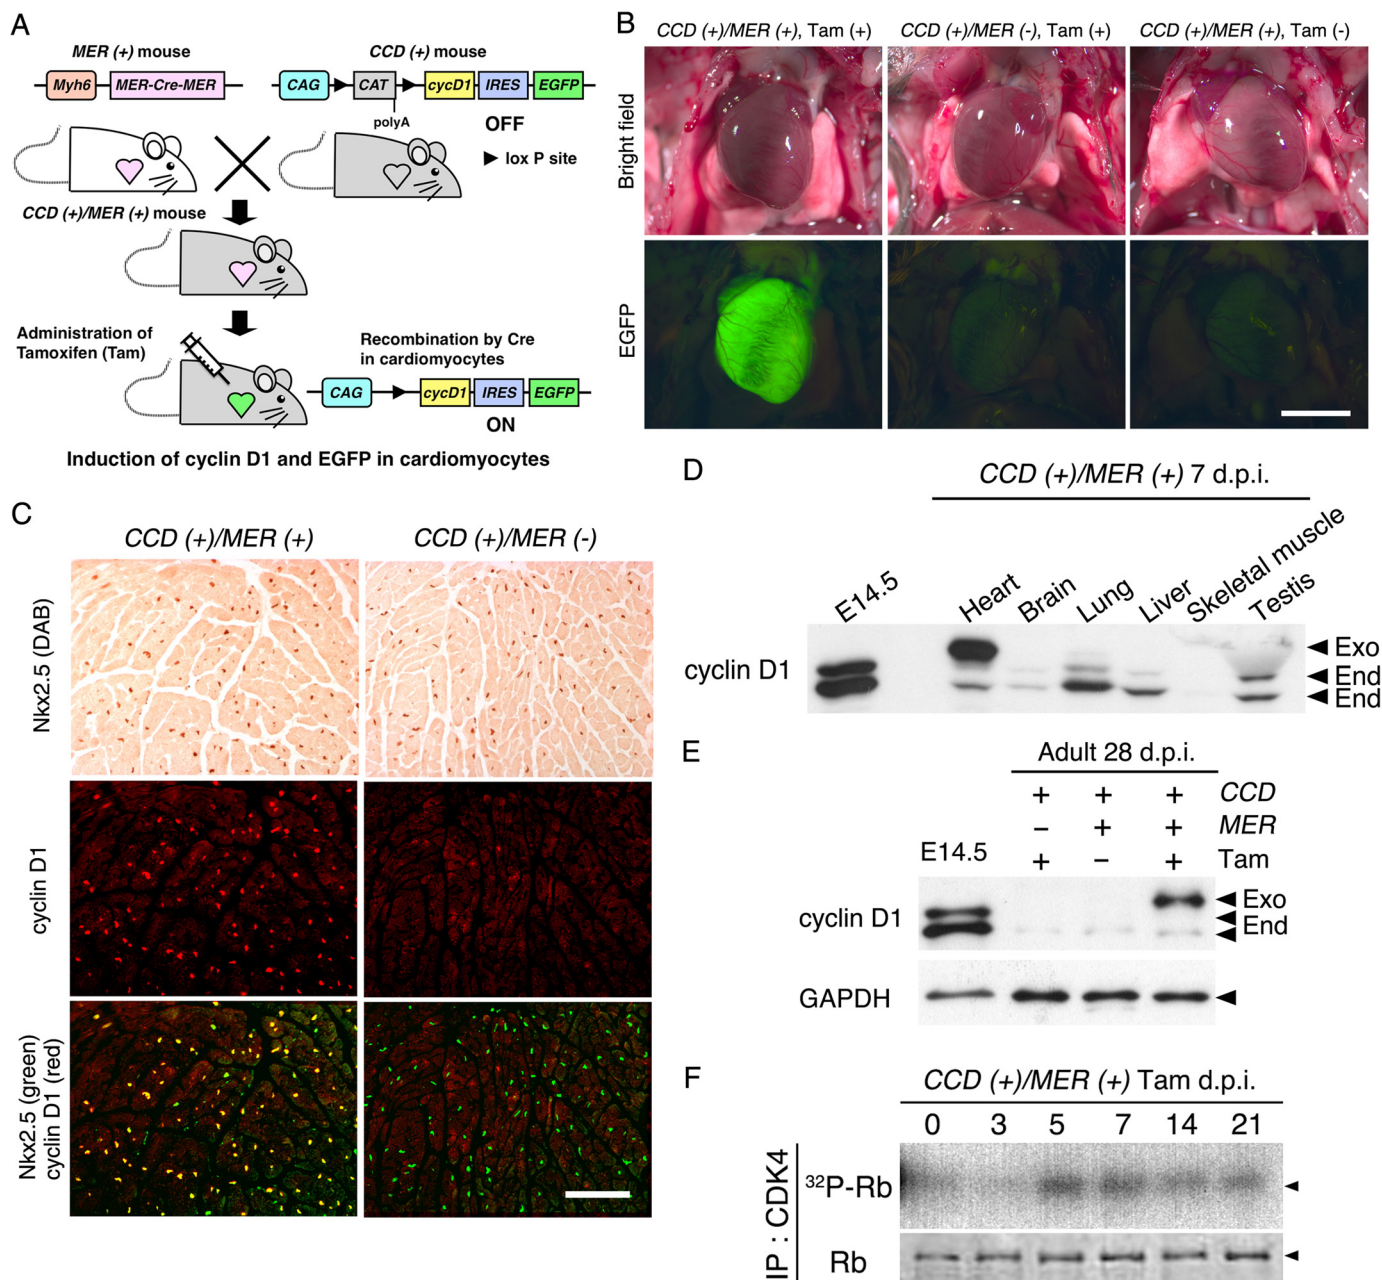 A
MER (+) mouse
CCD (+) mouse
Myh6 MER-Cre-MER
CAG CAT cycD1 IRES EGFP
polyA
OFF
lox P site
CCD (+)/MER (+) mouse
Administration of
Tamoxifen (Tam)
Recombination by Cre
in cardiomyocytes
CAG cycD1 IRES EGFP
ON
Induction of cyclin D1 and EGFP in cardiomyocytes
B
CCD (+)/MER (+), Tam (+)
CCD (+)/MER (-), Tam (+)
CCD (+)/MER (+), Tam (-)
Bright field
EGFP
C
CCD (+)/MER (+)
CCD (+)/MER (-)
Nkx2.5 (DAB)
cyclin D1
Nkx2.5 (green)
cyclin D1 (red)
D
CCD (+)/MER (+) 7 d.p.i.
E14.5 Heart Brain Lung Liver Skeletal muscle Testis
cyclin D1
Exo
End
End
E
Adult 28 d.p.i.
+ + + CCD
– + + MER
E14.5 + – + Tam
cyclin D1
Exo
End
GAPDH
F
CCD (+)/MER (+) Tam d.p.i.
0 3 5 7 14 21
IP : CDK4
32P-Rb
Rb